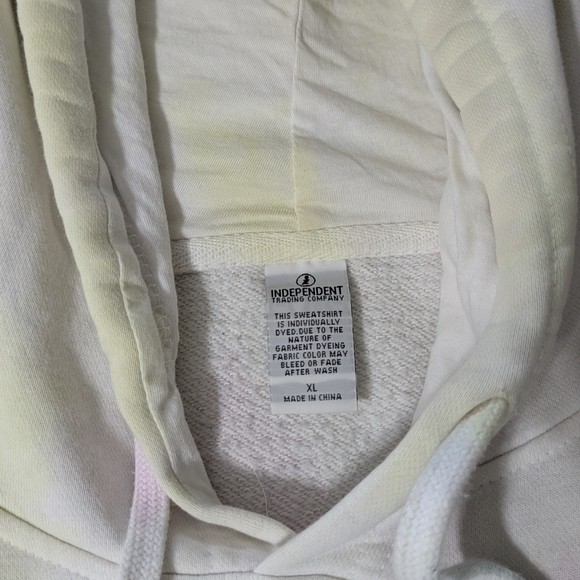 INDEPENDENT
TRADING COMPANY
THIS SWEATSHIRT
IS INDIVIDUALLY
DYED.DUE TO THE
NATURE OF
GARMENT DYEING
FABRIC COLOR MAY
BLEED OR FADE
AFTER WASH
XL
MADE IN CHINA